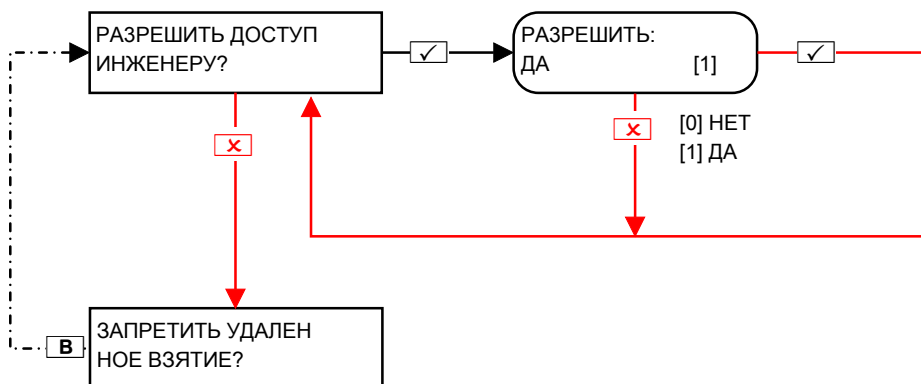 РАЗРЕШИТЬ ДОСТУП
ИНЖЕНЕРУ?
РАЗРЕШИТЬ:
ДА [1]
[0] НЕТ
[1] ДА
ЗАПРЕТИТЬ УДАЛЕН
НОЕ ВЗЯТИЕ?
B